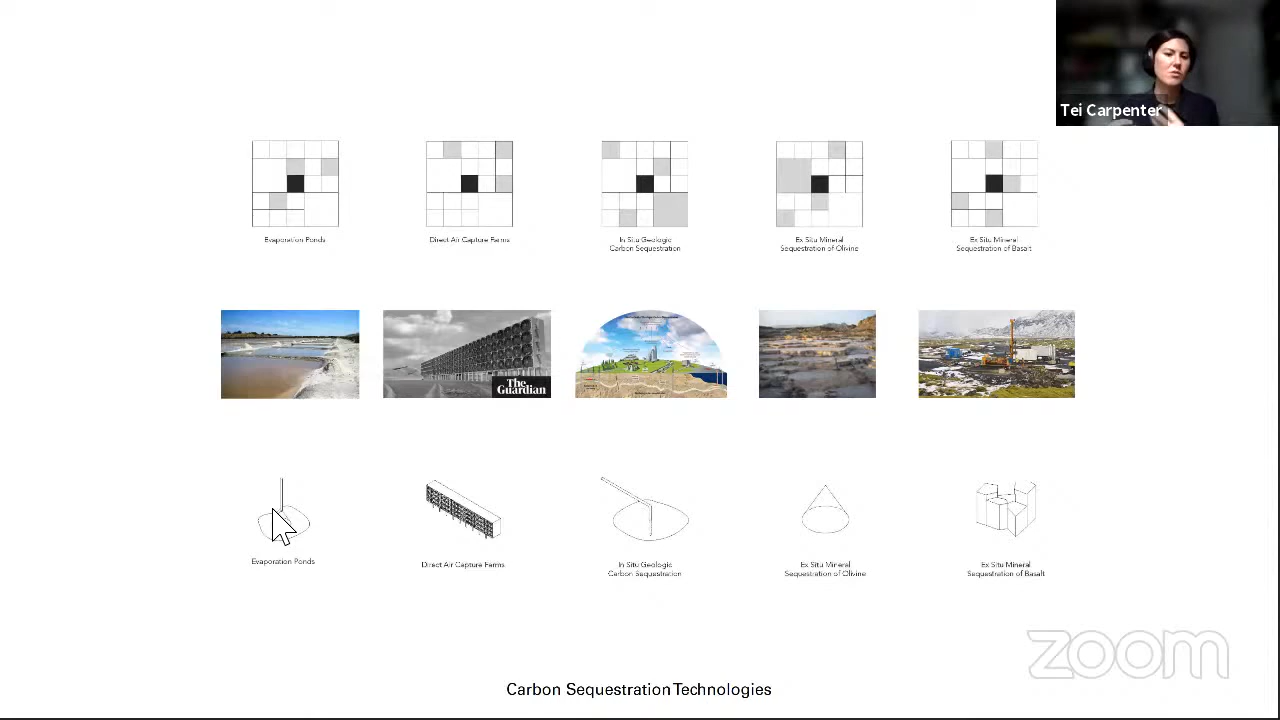 Tei Carpenter
Evaporation Ponds
Direct Air Capture Farms
In Situ Geologic
Carbon Sequestration
Ex Situ Mineral
Sequestration of Olivine
Ex Situ Mineral
Sequestration of Basalt
The
Guardian
Evaporation Ponds
Direct Air Capture Farms
In Situ Geologic
Carbon Sequestration
Ex Situ Mineral
Sequestration of Olivine
Ex Situ Mineral
Sequestration of Basalt
zoom
Carbon Sequestration Technologies